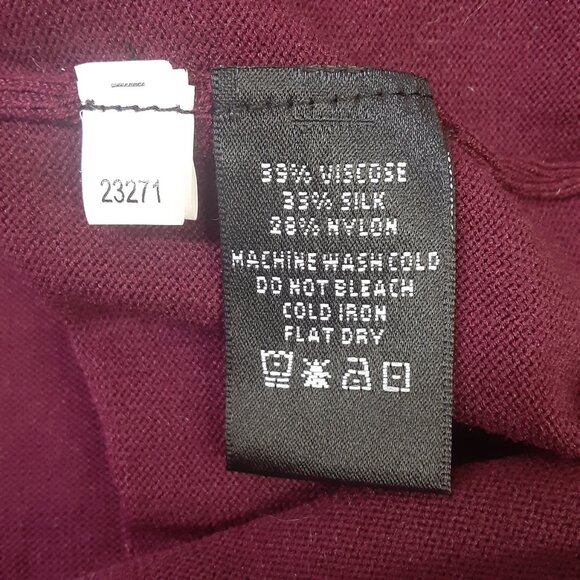 23271
39% VISCOSE
33% SILK
28% NYLON
MACHINE WASH COLD
DO NOT BLEACH
COLD IRON
FLAT DRY